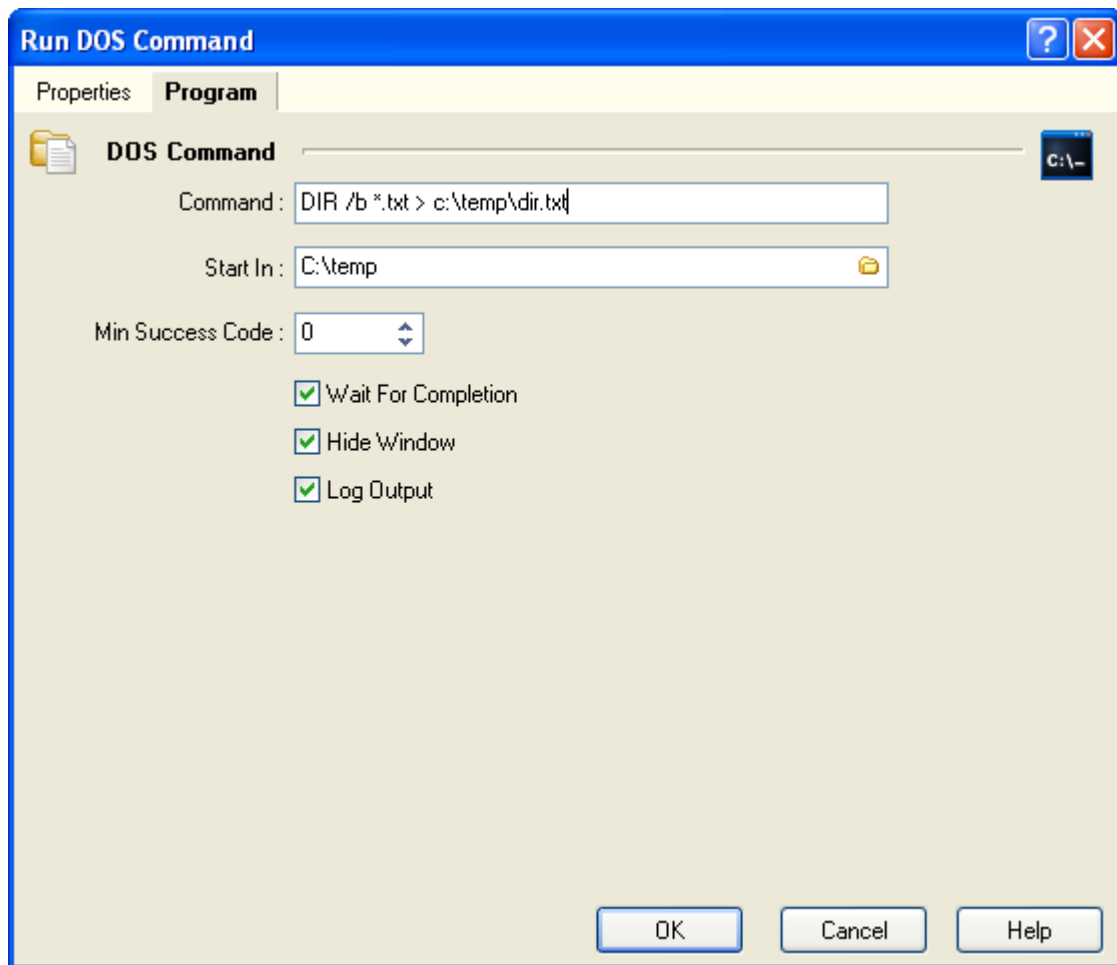 Run DOS Command
Properties Program
DOS Command
C:\_
Command : DIR /b *.txt > c:\temp\dir.txt
Start In : C:\temp
Min Success Code : 0
Wait For Completion
Hide Window
Log Output
OK Cancel Help